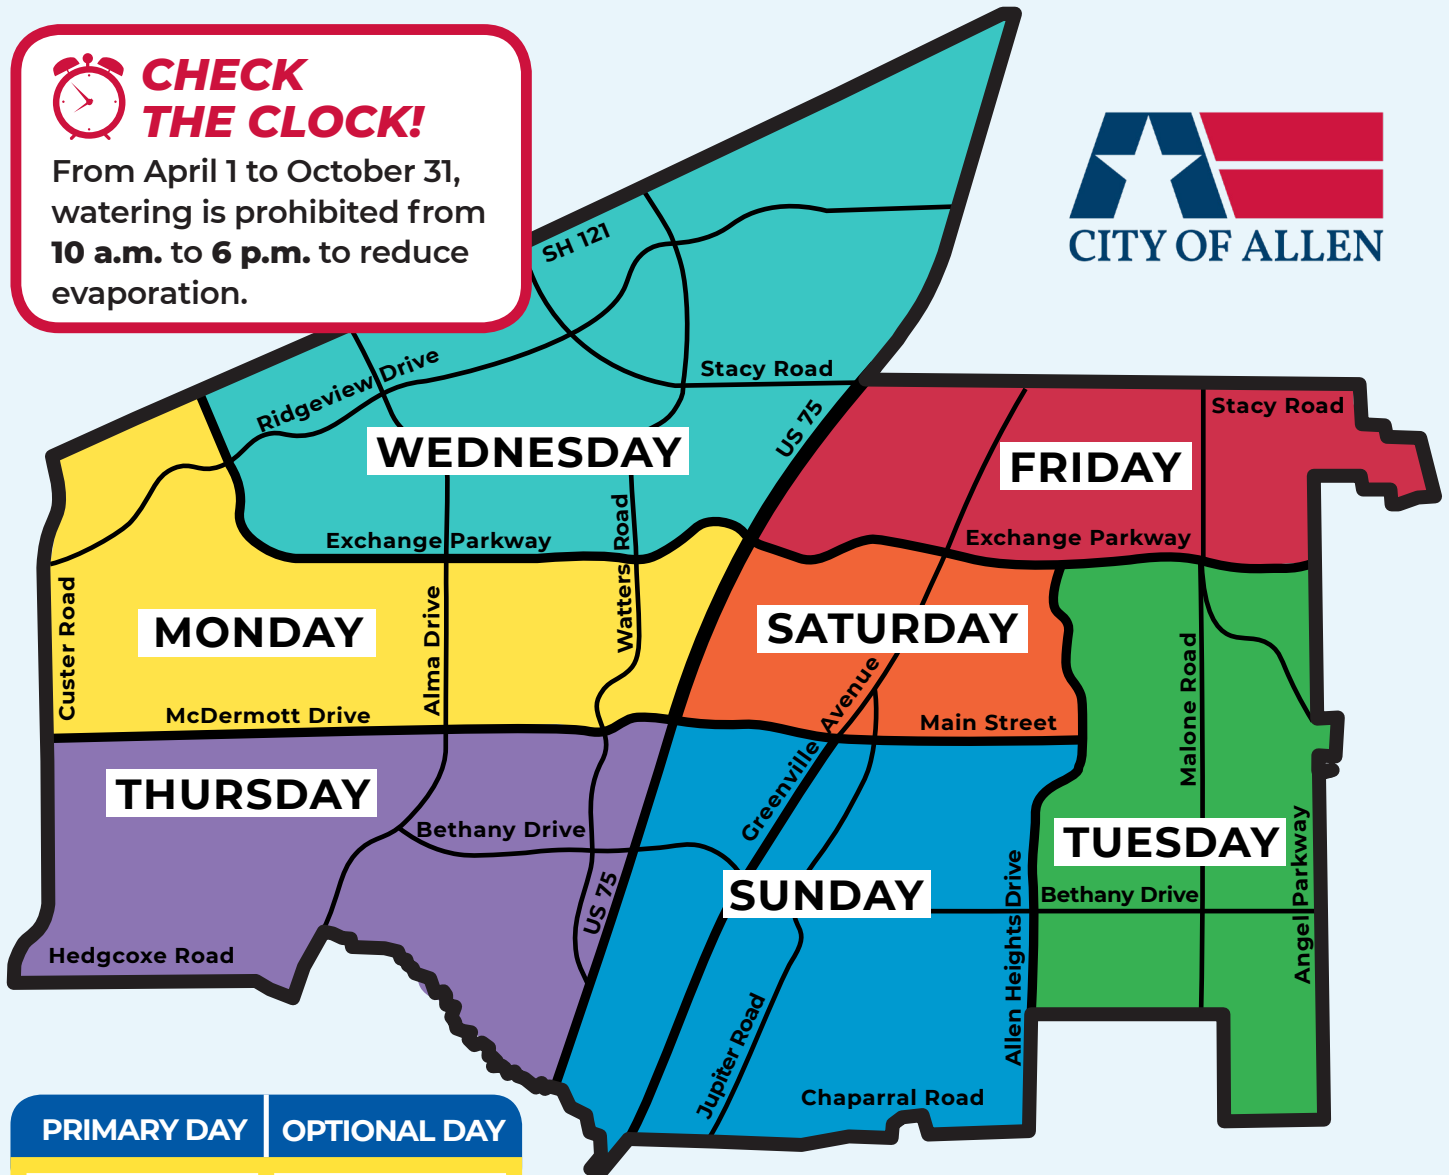 CHECK
THE CLOCK!
From April 1 to October 31,
watering is prohibited from
10 a.m. to 6 p.m. to reduce
evaporation.
CITY OF ALLEN
SH 121
Ridgeview Drive
Stacy Road
US 75
Stacy Road
WEDNESDAY
FRIDAY
Exchange Parkway
Watters Road
Exchange Parkway
Custer Road
MONDAY
Alma Drive
SATURDAY
Malone Road
McDermott Drive
Greenville Avenue
Main Street
THURSDAY
Bethany Drive
TUESDAY
Angel Parkway
US 75
SUNDAY
Allen Heights Drive
Bethany Drive
Hedgcoxe Road
Jupiter Road
Chaparral Road
PRIMARY DAY
OPTIONAL DAY